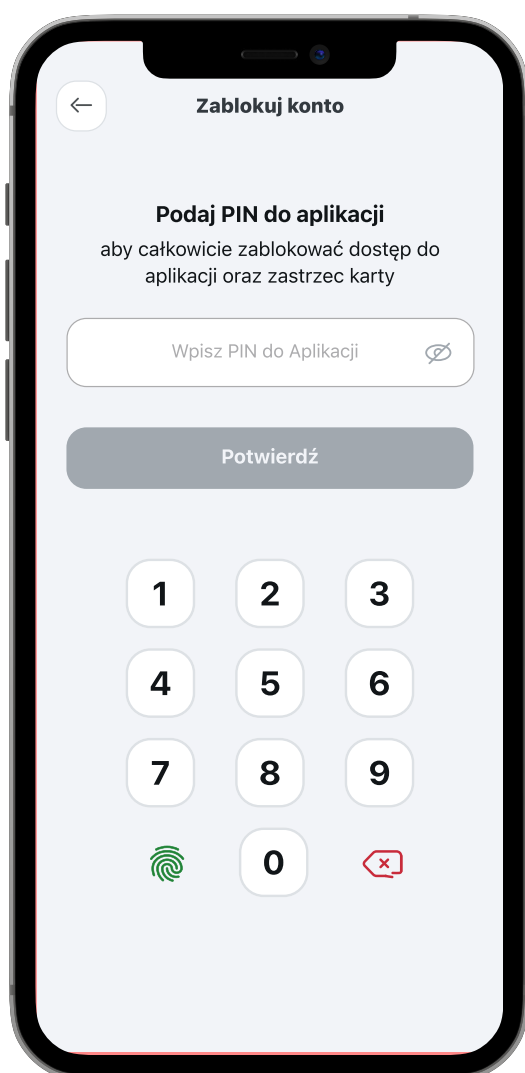 Zablokuj konto
Podaj PIN do aplikacji
aby całkowicie zablokować dostęp do
aplikacji oraz zastrzec karty
Wpisz PIN do Aplikacji
Potwierdź
1 2 3
4 5 6
7 8 9
0